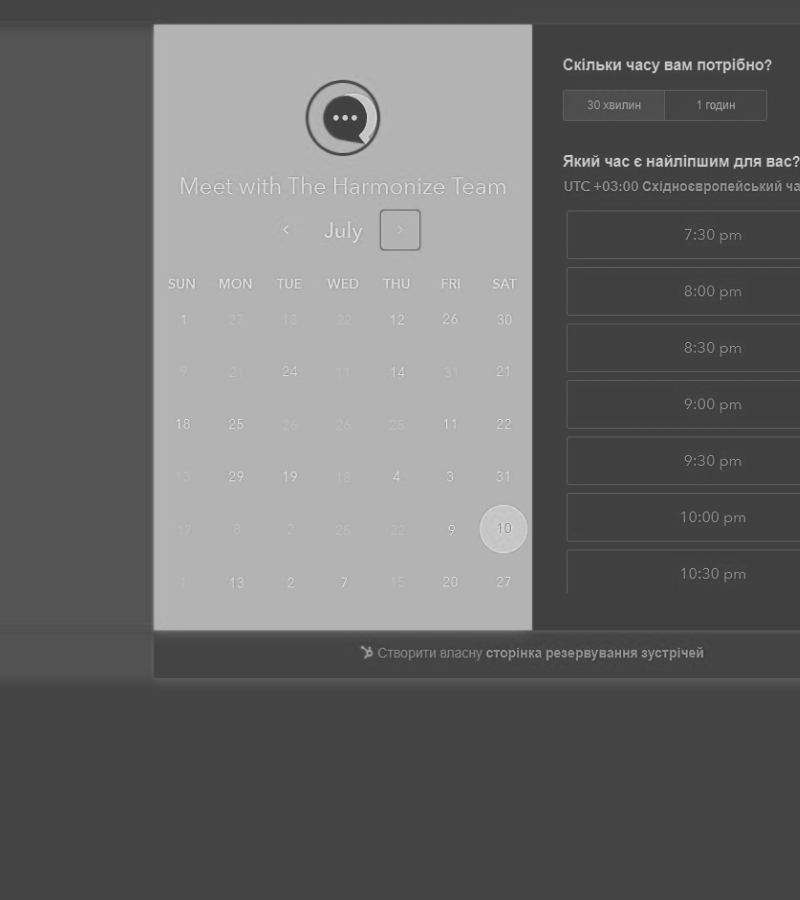 Meet with The Harmonize Team
July
SUN MON TUE WED THU FRI SAT
1 27 18 22 12 26 30
9 21 24 11 14 31 21
18 25 26 26 25 11 22
13 29 19 18 4 3 31
17 8 2 25 22 9 10
1 13 2 7 15 20 27
Скільки часу вам потрібно?
30 хвилин 1 годин
Який час є найліпшим для вас?
UTC +03:00 Східноєвропейський ча
7:30 pm
8:00 pm
8:30 pm
9:00 pm
9:30 pm
10:00 pm
10:30 pm
Створити власну сторінка резервування зустрічей